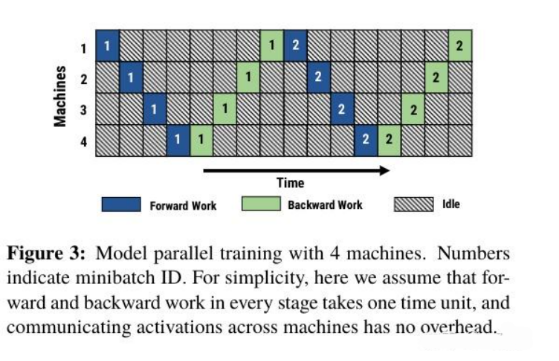 1 1 2 2
1 1 2 2
1 1 2 2
1 1 2 2
1
2
3
4
Machines
Time
Forward Work Backward Work Idle
Figure 3: Model parallel training with 4 machines. Numbers
indicate minibatch ID. For simplicity, here we assume that for-
ward and backward work in every stage takes one time unit, and
communicating activations across machines has no overhead.